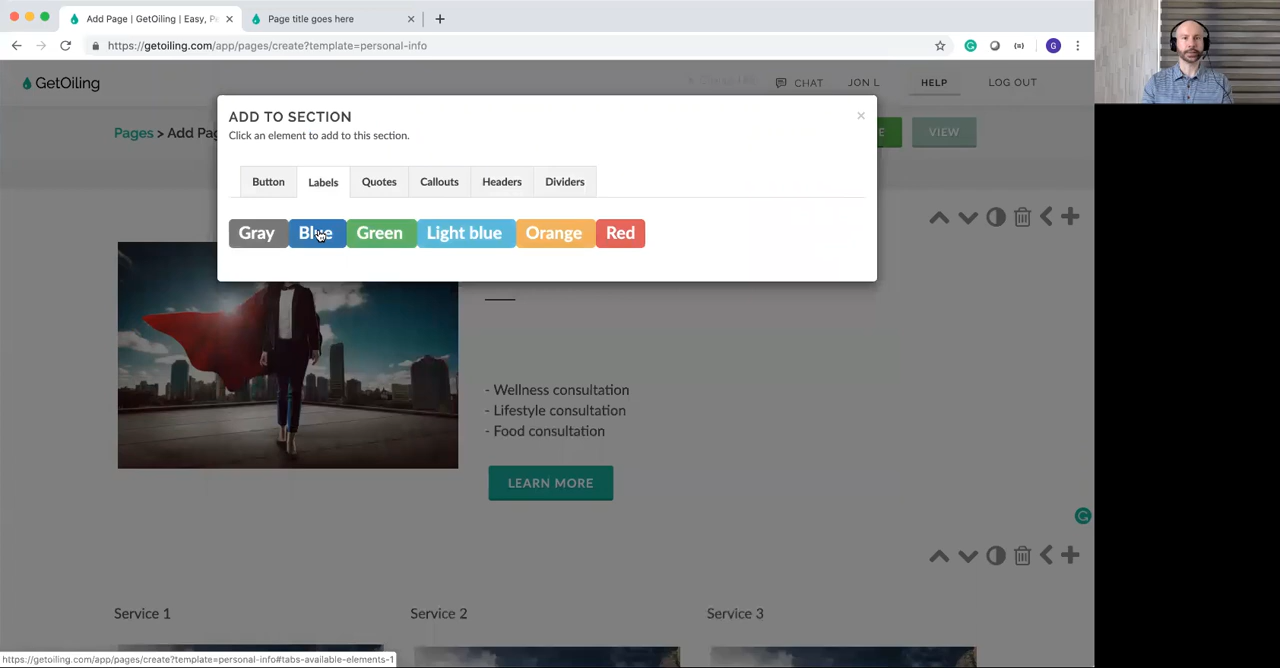 Add Page | GetOiling | Easy, P
Page title goes here
https://getoiling.com/app/pages/create?template=personal-info
G
GetOiling
CHAT
JON L
HELP
LOG OUT
Pages > Add Pag
E
VIEW
ADD TO SECTION
Click an element to add to this section.
Button
Labels
Quotes
Callouts
Headers
Dividers
Gray
Blue
Green
Light blue
Orange
Red
- Wellness consultation
- Lifestyle consultation
- Food consultation
LEARN MORE
Service 1
Service 2
Service 3
https://getoiling.com/app/pages/create?template=personal-info#tabs-available-elements-1